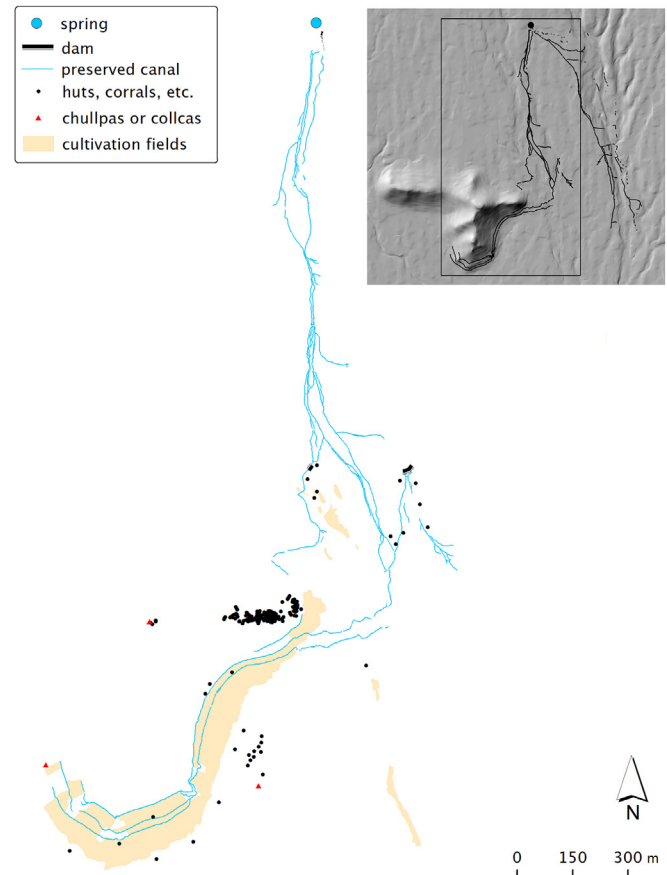 spring
dam
preserved canal
huts, corrals, etc.
chullpas or collcas
cultivation fields
N
0 150 300 m